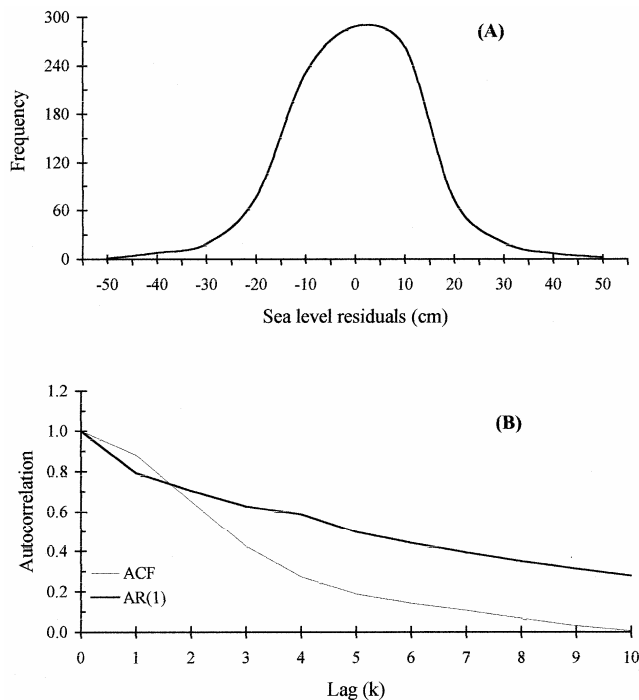 (A)
Frequency
300
240
180
120
60
0
-50 -40 -30 -20 -10 0 10 20 30 40 50
Sea level residuals (cm)
(B)
Autocorrelation
1.2
1.0
0.8
0.6
0.4
0.2
0.0
ACF
AR(1)
0 1 2 3 4 5 6 7 8 9 10
Lag (k)